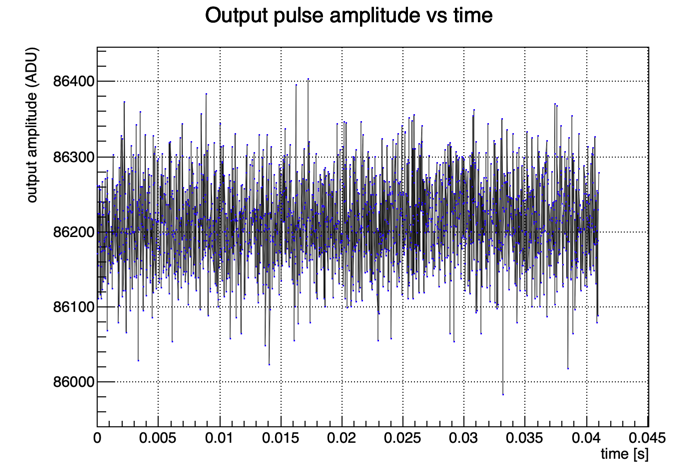 Output pulse amplitude vs time
output amplitude (ADU)
86400
86300
86200
86100
86000
0 0.005 0.01 0.015 0.02 0.025 0.03 0.035 0.04 0.045
time [s]